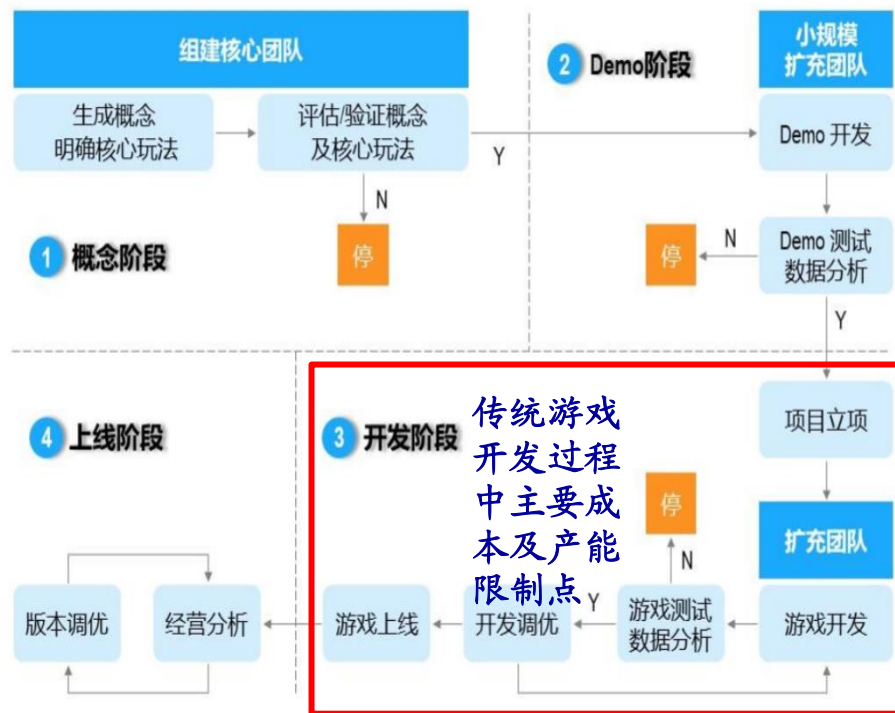 组建核心团队
生成概念
明确核心玩法
评估/验证概念
及核心玩法
Y
N
停
1 概念阶段
2 Demo阶段
小规模
扩充团队
Demo 开发
Demo 测试
数据分析
N
停
Y
3 开发阶段
传统游戏
开发过程
中主要成
本及产能
限制点
项目立项
扩充团队
游戏开发
游戏测试
数据分析
N
停
Y
开发调优
游戏上线
4 上线阶段
经营分析
版本调优